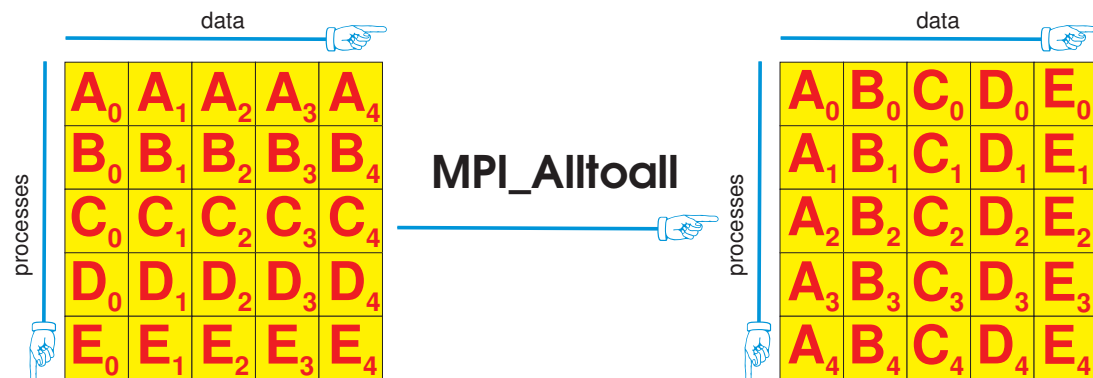 data
processes
A0 A1 A2 A3 A4
B0 B1 B2 B3 B4
C0 C1 C2 C3 C4
D0 D1 D2 D3 D4
E0 E1 E2 E3 E4
MPI_Alltoall
data
processes
A0 B0 C0 D0 E0
A1 B1 C1 D1 E1
A2 B2 C2 D2 E2
A3 B3 C3 D3 E3
A4 B4 C4 D4 E4